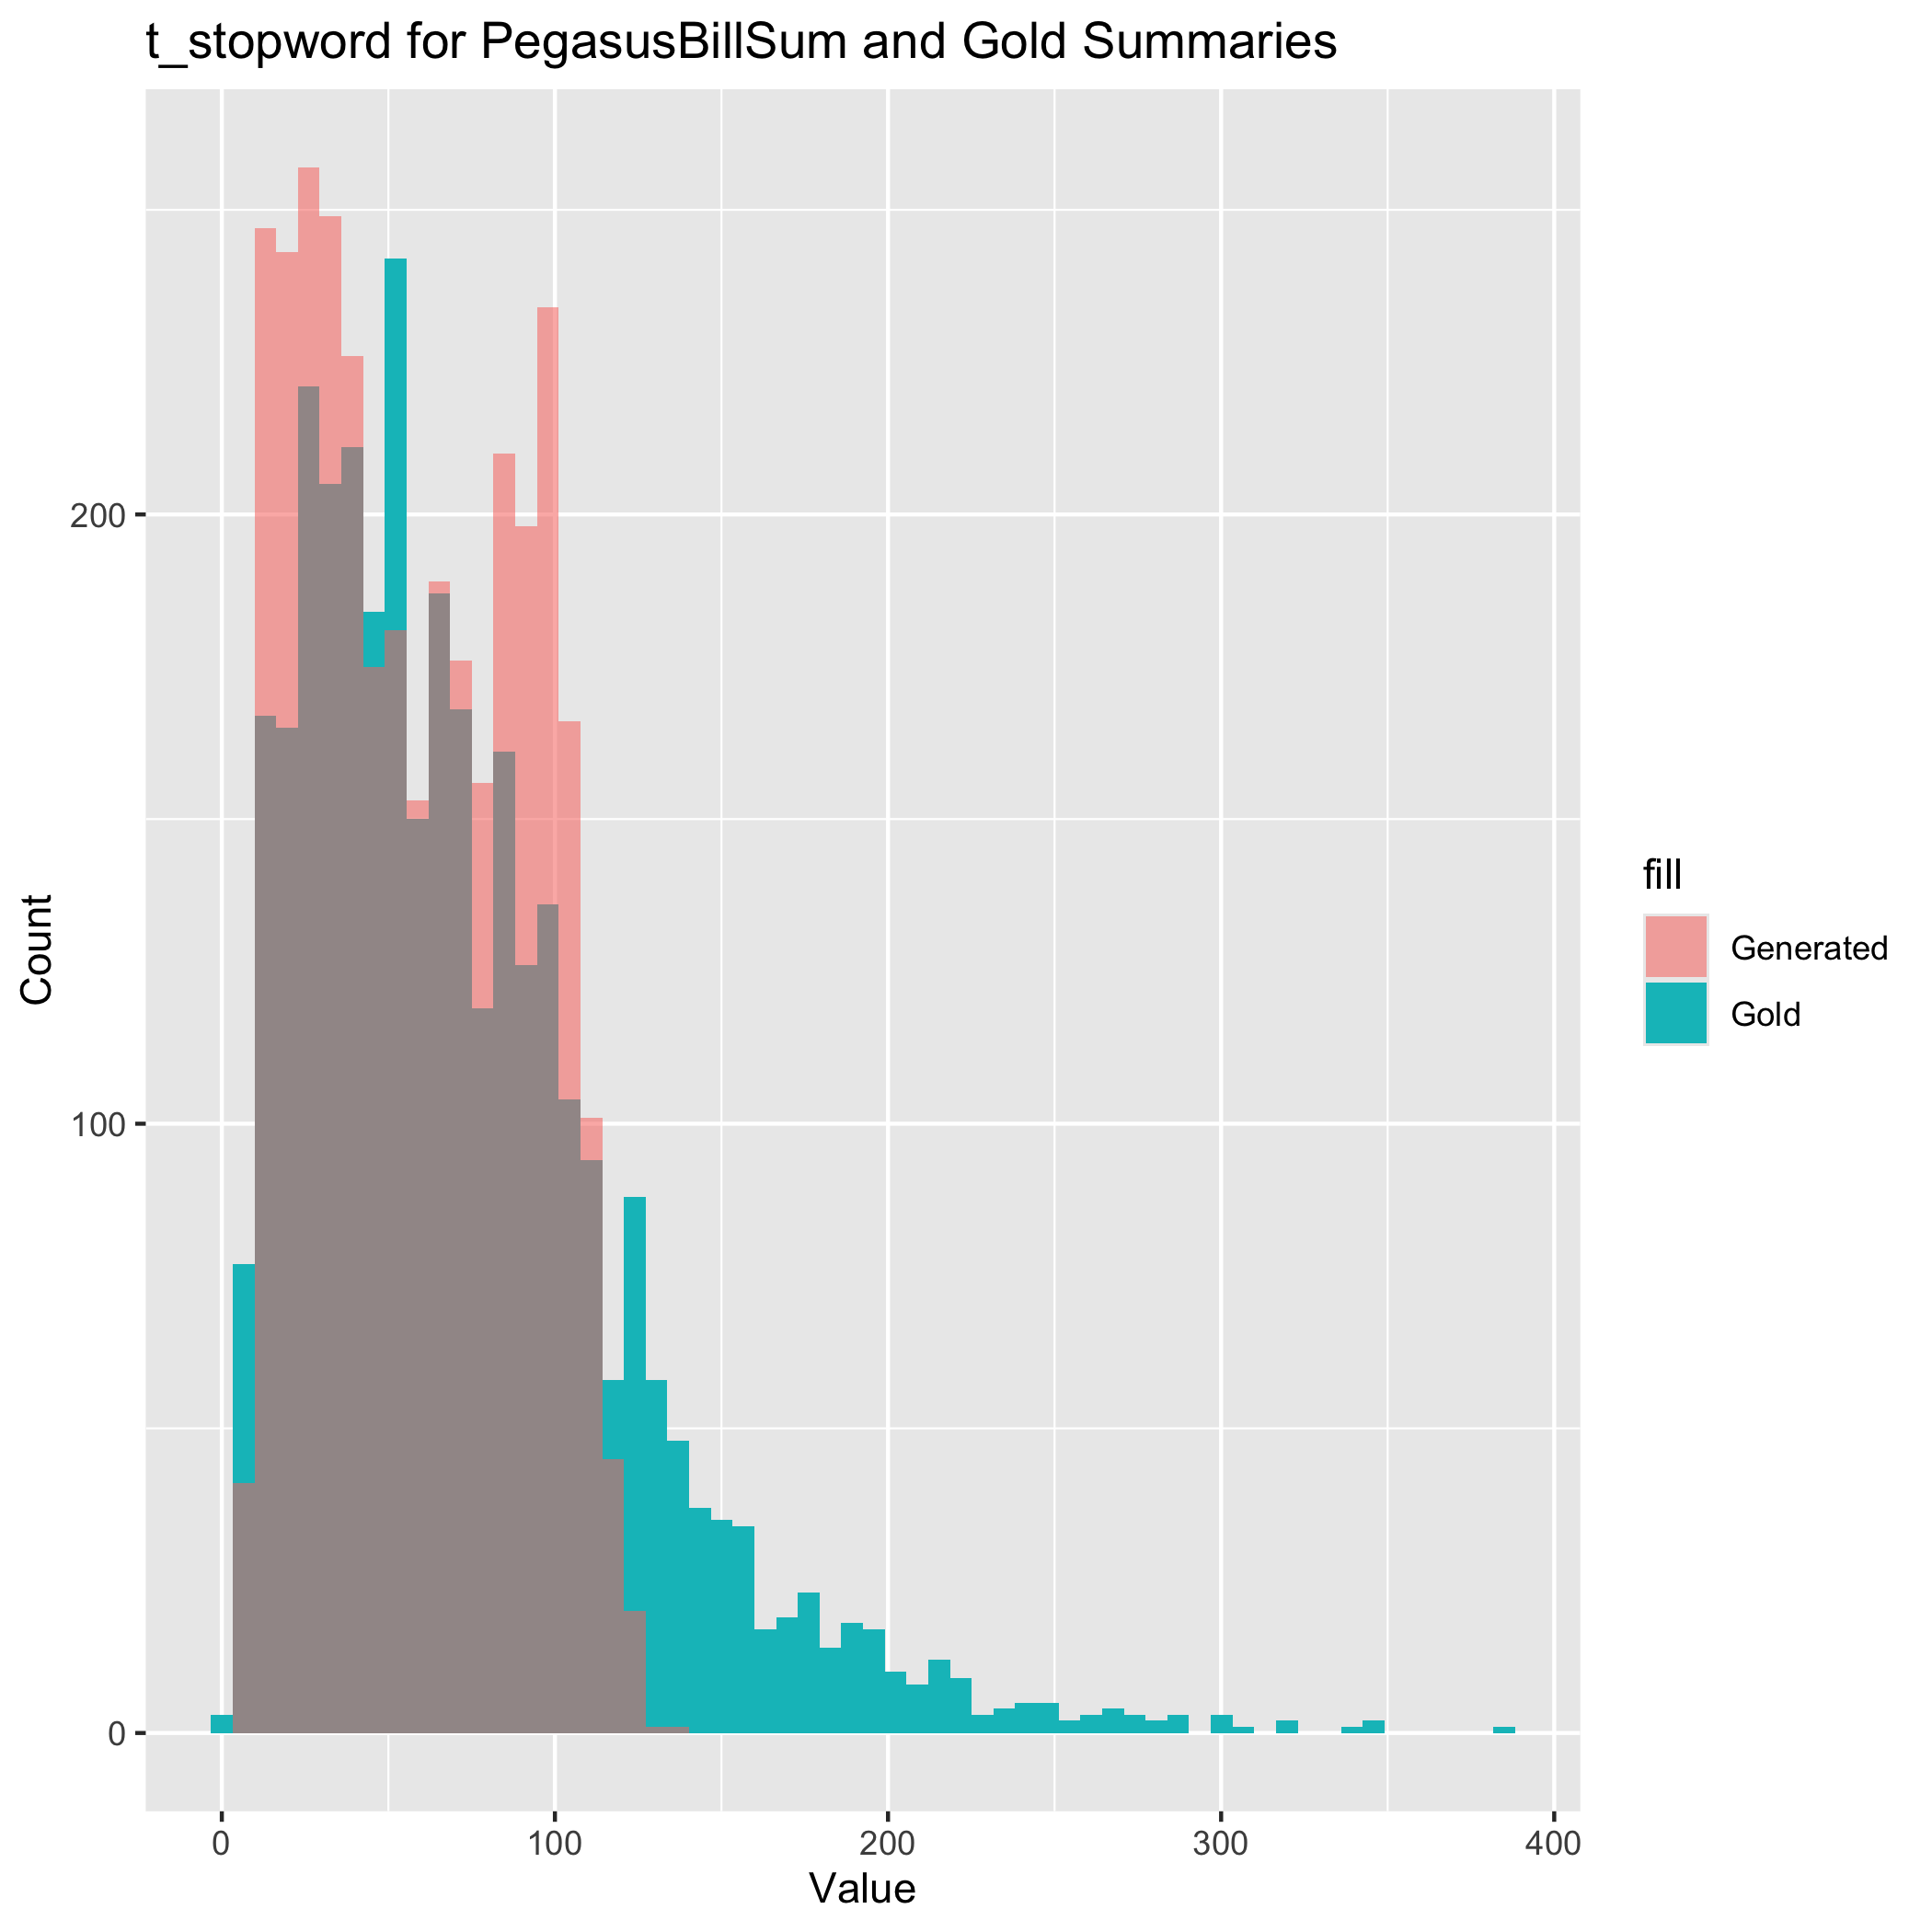 t_stopword for PegasusBillSum and Gold Summaries
Count
200
100
0
0 100 200 300 400
Value
fill
Generated
Gold